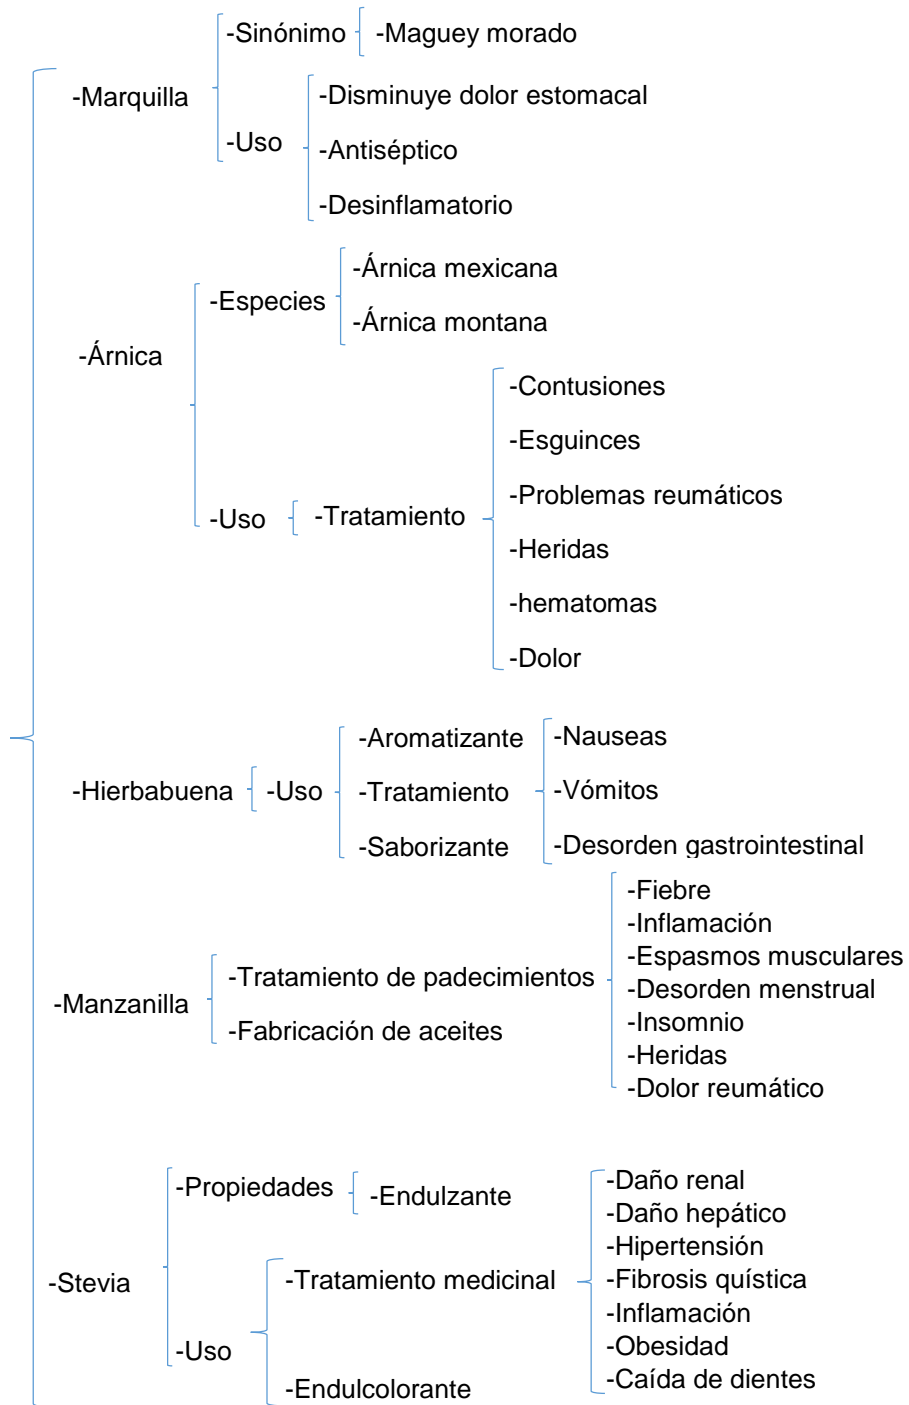 -Marquilla
-Sinónimo
-Maguey morado
-Uso
-Disminuye dolor estomacal
-Antiséptico
-Desinflamatorio
-Árnica
-Especies
-Árnica mexicana
-Árnica montana
-Uso
-Tratamiento
-Contusiones
-Esguinces
-Problemas reumáticos
-Heridas
-hematomas
-Dolor
-Hierbabuena
-Uso
-Aromatizante
-Tratamiento
-Saborizante
-Nauseas
-Vómitos
-Desorden gastrointestinal
-Manzanilla
-Tratamiento de padecimientos
-Fabricación de aceites
-Fiebre
-Inflamación
-Espasmos musculares
-Desorden menstrual
-Insomnio
-Heridas
-Dolor reumático
-Stevia
-Propiedades
-Endulzante
-Uso
-Tratamiento medicinal
-Endulcolorante
-Daño renal
-Daño hepático
-Hipertensión
-Fibrosis quística
-Inflamación
-Obesidad
-Caída de dientes